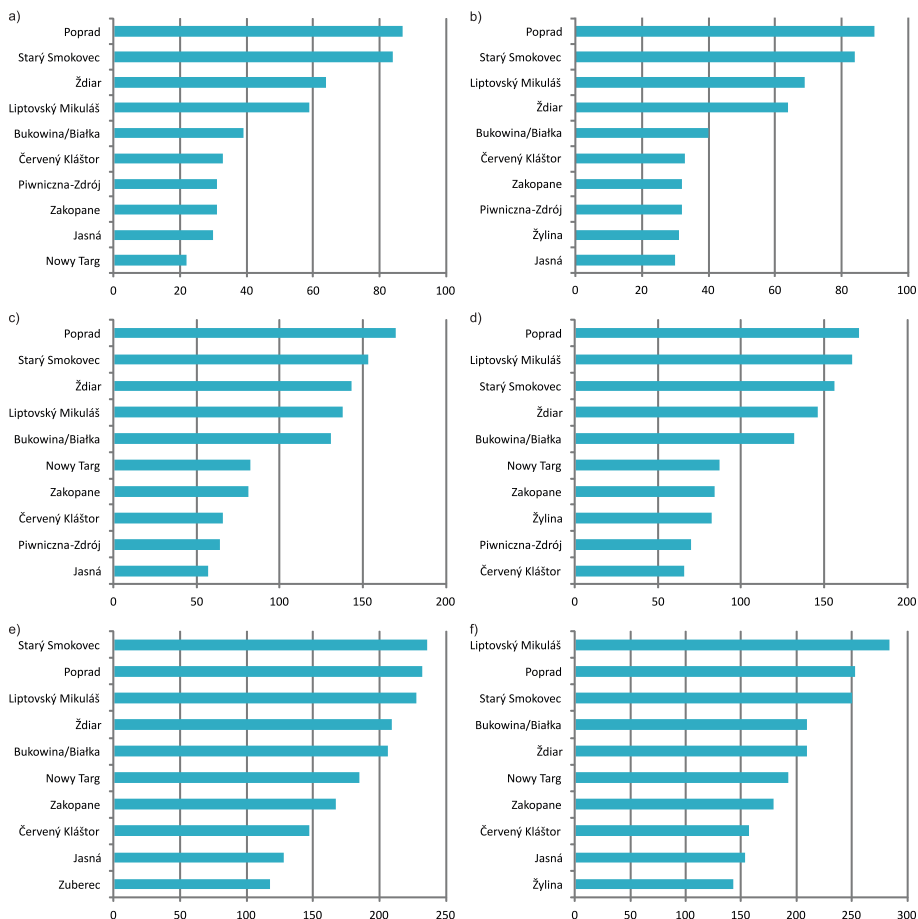 a)
Poprad
Starý Smokovec
Ždiar
Liptovský Mikuláš
Bukowina/Białka
Červený Kláštor
Piwniczna-Zdrój
Zakopane
Jasná
Nowy Targ
0 20 40 60 80 100
b)
Poprad
Starý Smokovec
Liptovský Mikuláš
Ždiar
Bukowina/Białka
Červený Kláštor
Zakopane
Piwniczna-Zdrój
Žylina
Jasná
0 20 40 60 80 100
c)
Poprad
Starý Smokovec
Ždiar
Liptovský Mikuláš
Bukowina/Białka
Nowy Targ
Zakopane
Červený Kláštor
Piwniczna-Zdrój
Jasná
0 50 100 150 200
d)
Poprad
Liptovský Mikuláš
Starý Smokovec
Ždiar
Bukowina/Białka
Nowy Targ
Zakopane
Žylina
Piwniczna-Zdrój
Červený Kláštor
0 50 100 150 200
e)
Starý Smokovec
Poprad
Liptovský Mikuláš
Ždiar
Bukowina/Białka
Nowy Targ
Zakopane
Červený Kláštor
Jasná
Zuberec
0 50 100 150 200 250
f)
Liptovský Mikuláš
Poprad
Starý Smokovec
Bukowina/Białka
Ždiar
Nowy Targ
Zakopane
Červený Kláštor
Jasná
Žylina
0 50 100 150 200 250 300